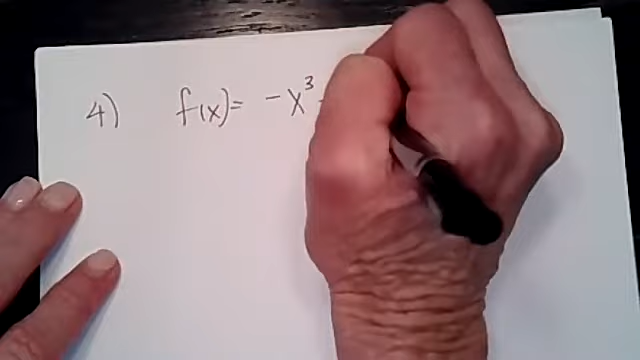 4) f(x) = -x³ -